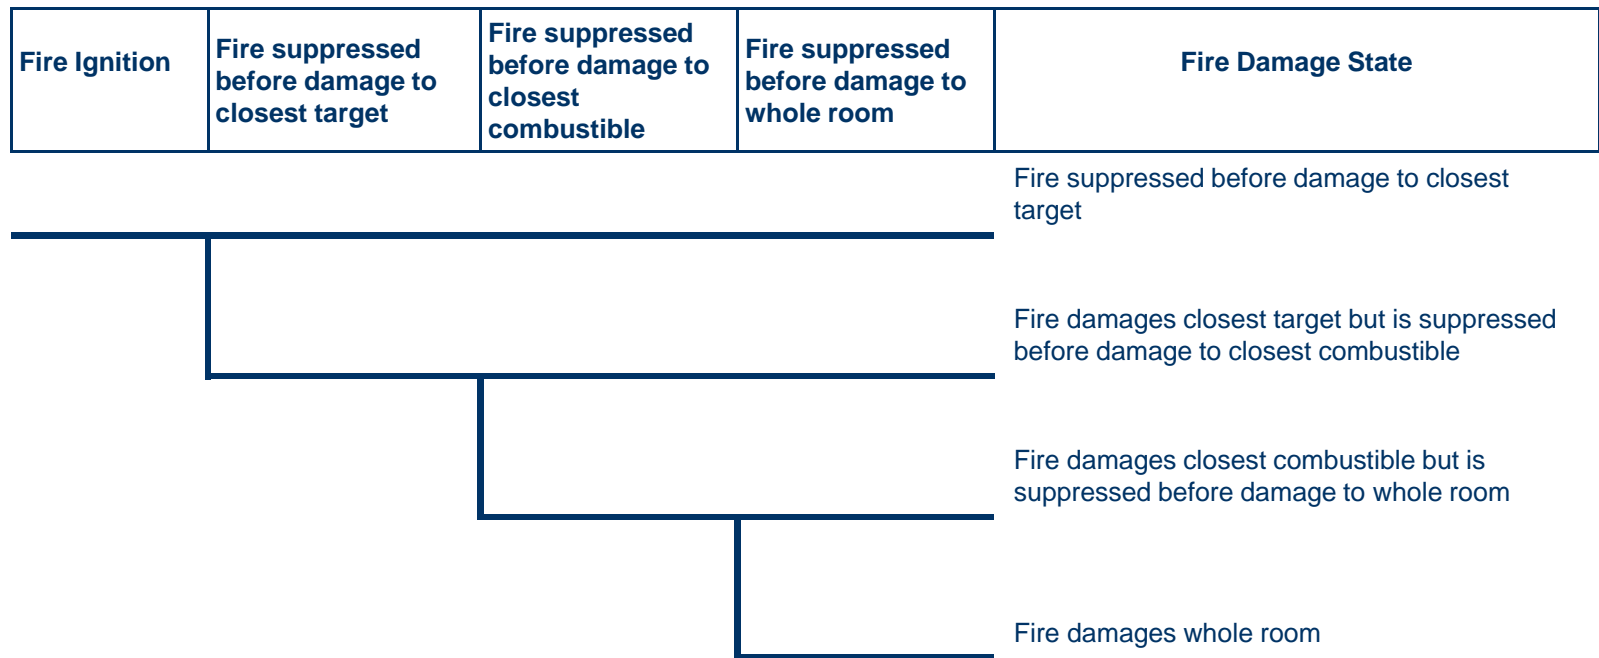 Fire Ignition
Fire suppressed
before damage to
closest target
Fire suppressed
before damage to
closest
combustible
Fire suppressed
before damage to
whole room
Fire Damage State
Fire suppressed before damage to closest
target
Fire damages closest target but is suppressed
before damage to closest combustible
Fire damages closest combustible but is
suppressed before damage to whole room
Fire damages whole room